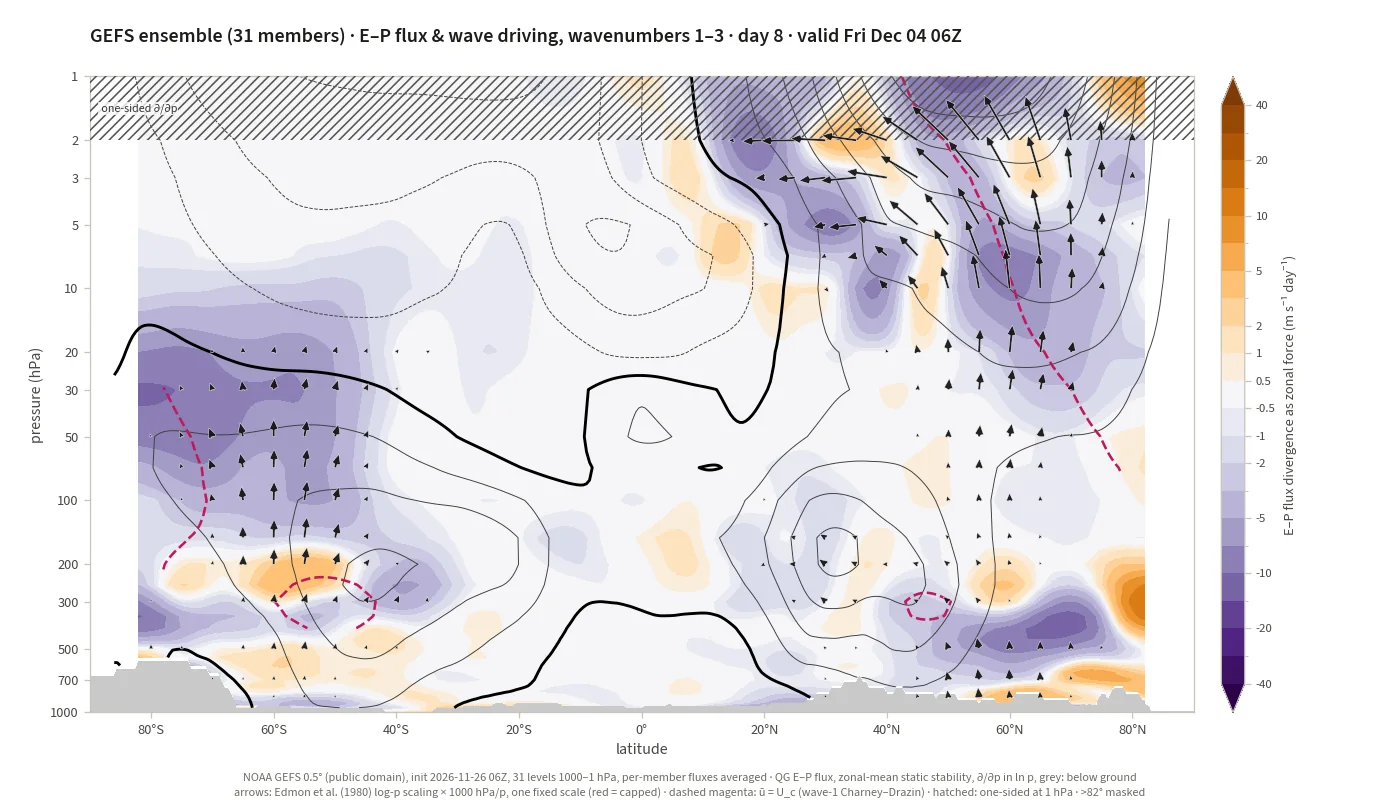 GEFS ensemble (31 members) · E–P flux & wave driving, wavenumbers 1–3 · day 8 · valid Fri Dec 04 06Z
one-sided ∂/∂p
1
2
3
5
10
20
30
50
100
200
300
500
700
1000
pressure (hPa)
80°S
60°S
40°S
20°S
0°
20°N
40°N
60°N
80°N
latitude
40
20
10
5
2
1
0.5
-0.5
-1
-2
-5
-10
-20
-40
E–P flux divergence as zonal force (m s⁻¹ day⁻¹)
NOAA GEFS 0.5° (public domain), init 2026-11-26 06Z, 31 levels 1000–1 hPa, per-member fluxes averaged · QG E–P flux, zonal-mean static stability, ∂/∂p in ln p, grey: below ground
arrows: Edmon et al. (1980) log-p scaling × 1000 hPa/p, one fixed scale (red = capped) · dashed magenta: ū = U_c (wave-1 Charney–Drazin) · hatched: one-sided at 1 hPa · >82° masked